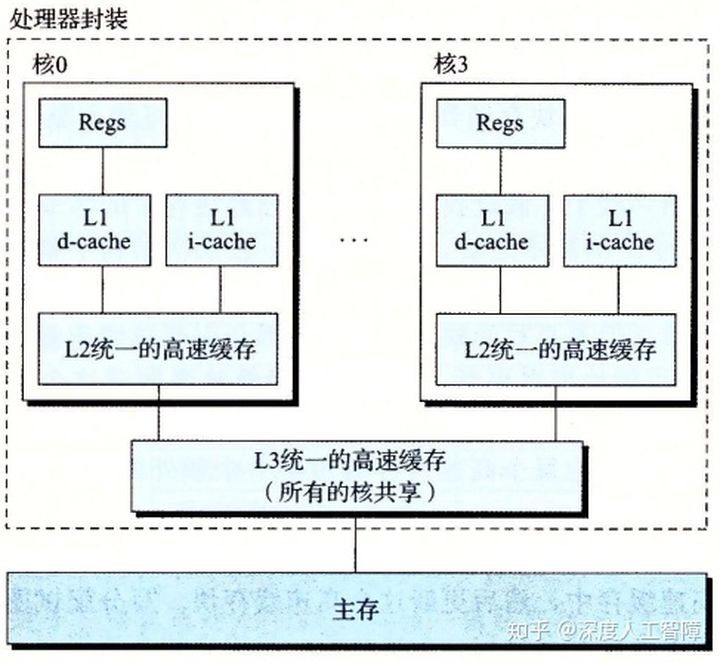 处理器封装
核0
核3
Regs
Regs
L1
d-cache
L1
i-cache
...
L1
d-cache
L1
i-cache
L2统一的高速缓存
L2统一的高速缓存
L3统一的高速缓存
（所有的核共享）
主存
知乎 @深度人工智障